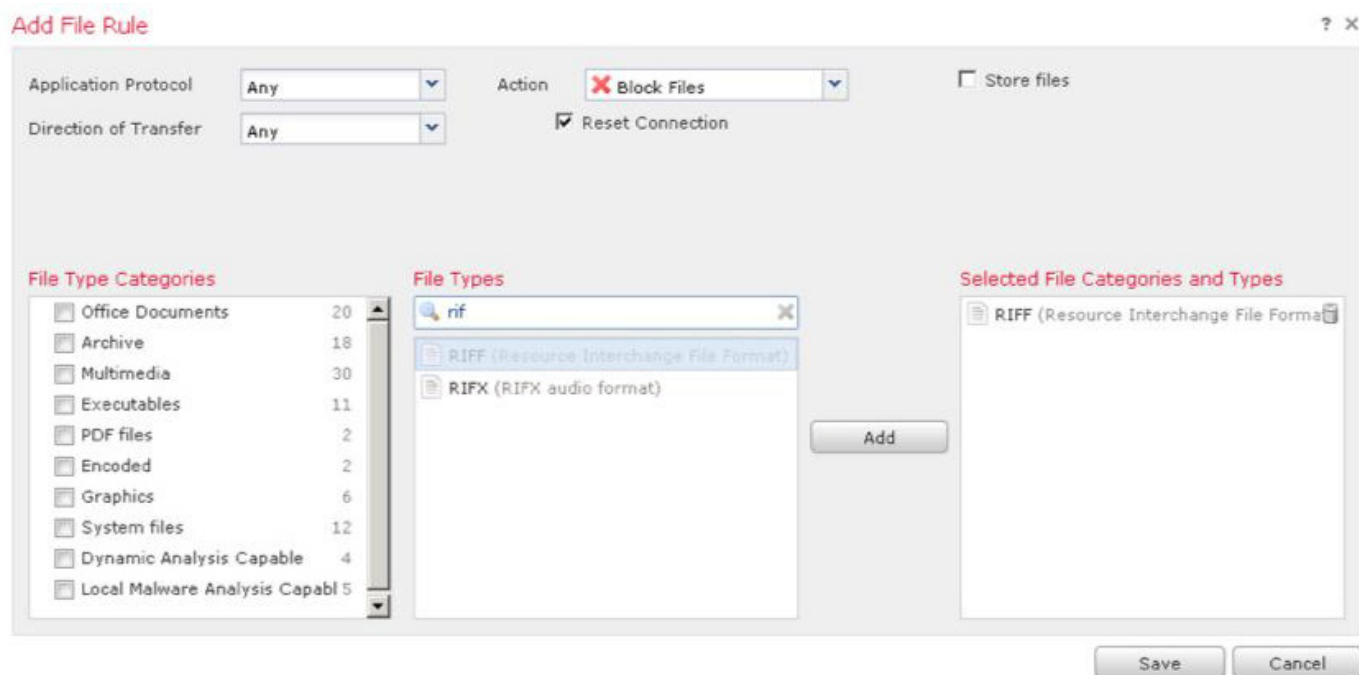 Add File Rule
? X
Application Protocol Any Action Block Files Store files
Direction of Transfer Any Reset Connection
File Type Categories
Office Documents 20
Archive 18
Multimedia 30
Executables 11
PDF files 2
Encoded 2
Graphics 6
System files 12
Dynamic Analysis Capable 4
Local Malware Analysis Capabl 5
File Types
rif
RIFF (Resource Interchange File Format)
RIFX (RIFX audio format)
Add
Selected File Categories and Types
RIFF (Resource Interchange File Forma
Save Cancel